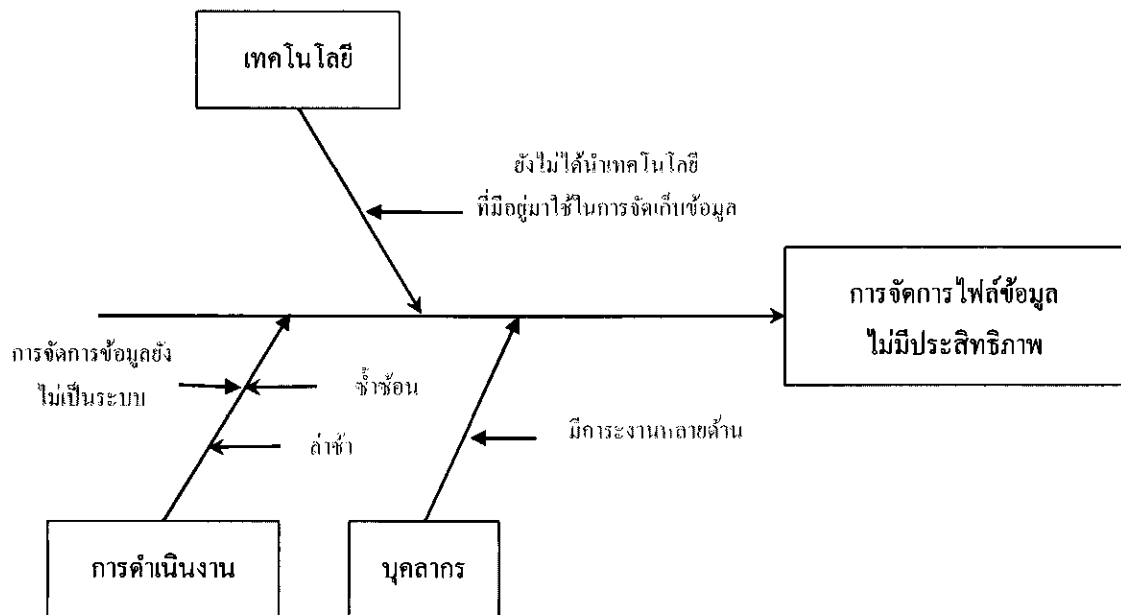 เทคโนโลยี
ยังไม่ได้นำเทคโนโลยี
ที่มีอยู่มาใช้ในการจัดเก็บข้อมูล
การจัดการไฟล์ข้อมูล
ไม่มีประสิทธิภาพ
การจัดการข้อมูลยัง
ไม่เป็นระบบ
ซ้ำซ้อน
ล่าช้า
มีภาระงานหลายด้าน
การดำเนินงาน
บุคลากร